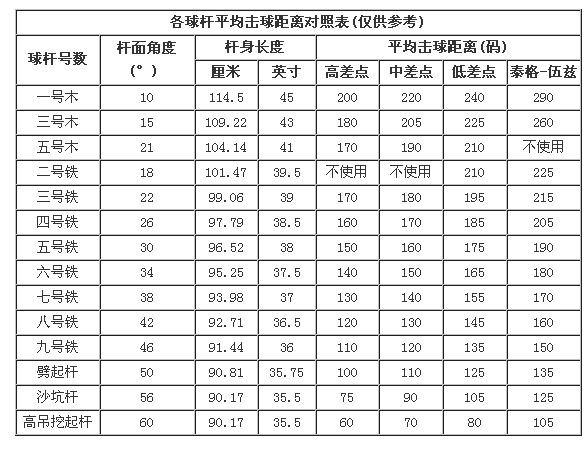 各球杆平均击球距离对照表(仅供参考)
球杆号数 杆面角度(°) 杆身长度 平均击球距离(码)
厘米 英寸 高差点 中差点 低差点 泰格-伍兹
一号木 10 114.5 45 200 220 240 290
三号木 15 109.22 43 180 205 225 260
五号木 21 104.14 41 170 190 210 不使用
二号铁 18 101.47 39.5 不使用 不使用 210 225
三号铁 22 99.06 39 170 180 195 215
四号铁 26 97.79 38.5 160 170 185 205
五号铁 30 96.52 38 150 160 175 190
六号铁 34 95.25 37.5 140 150 165 180
七号铁 38 93.98 37 130 140 155 170
八号铁 42 92.71 36.5 120 130 145 160
九号铁 46 91.44 36 110 120 135 150
劈起杆 50 90.81 35.75 100 110 125 135
沙坑杆 56 90.17 35.5 75 90 105 125
高吊挖起杆 60 90.17 35.5 60 70 80 105